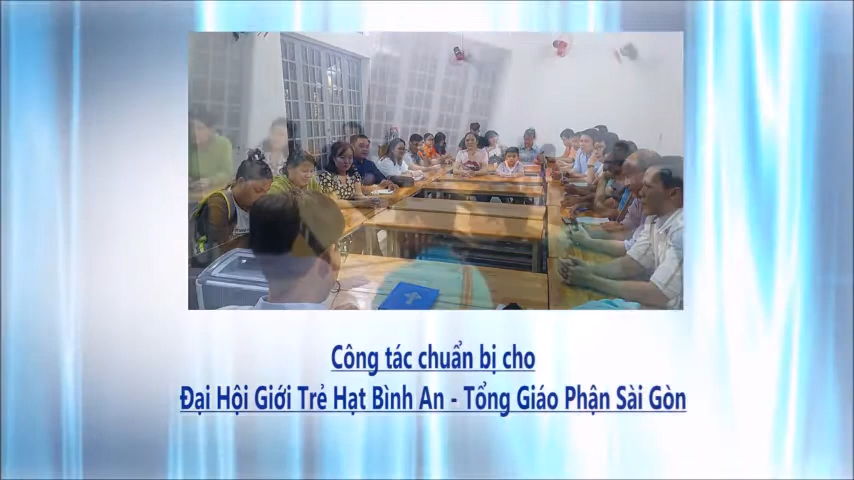 Công tác chuẩn bị cho
Đại Hội Giới Trẻ Hạt Bình An - Tổng Giáo Phận Sài Gòn